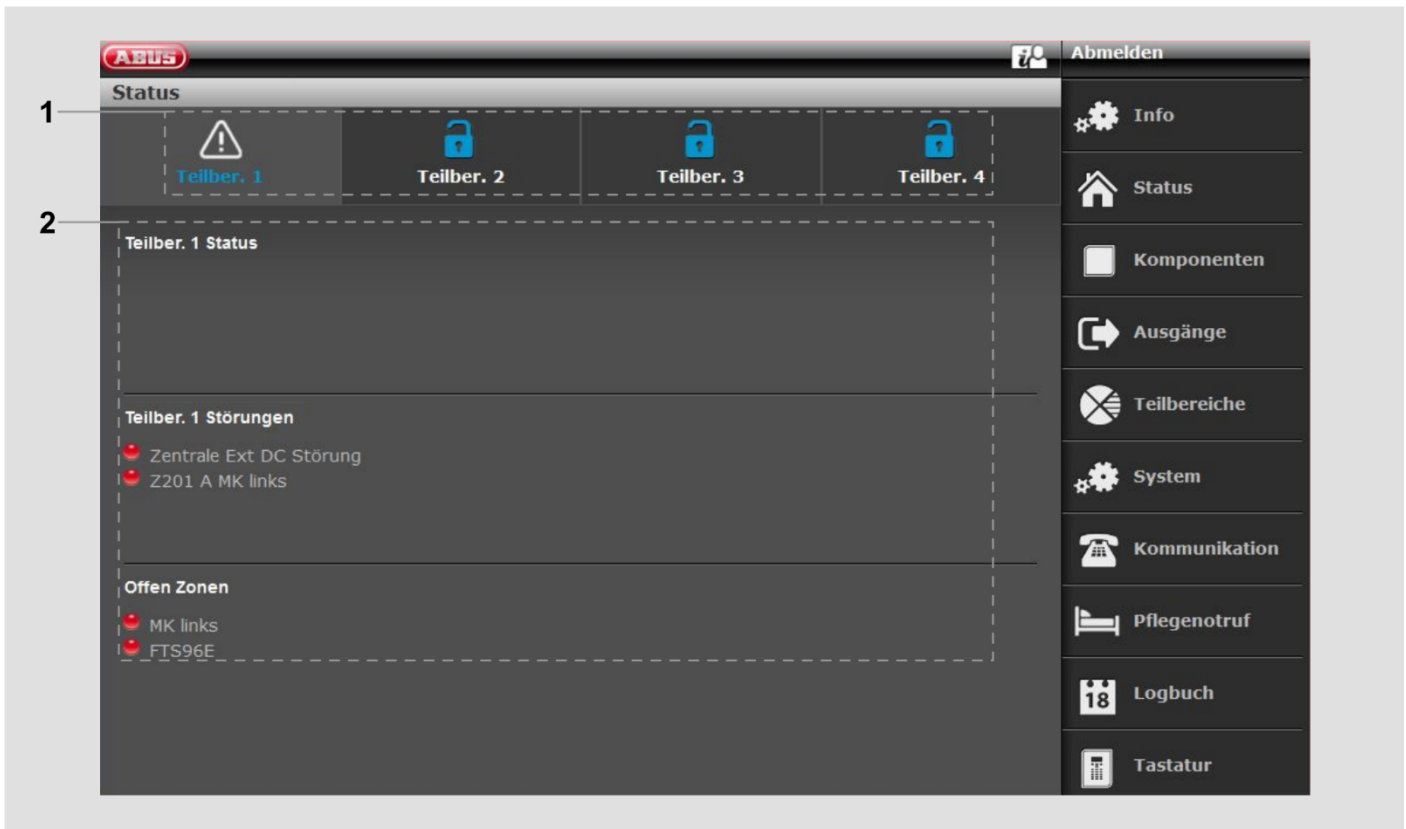 ABUS
Abmelden
Status
1
Teilber. 1
Teilber. 2
Teilber. 3
Teilber. 4
2
Teilber. 1 Status
Teilber. 1 Störungen
Zentrale Ext DC Störung
Z201 A MK links
Offen Zonen
MK links
FTS96E
Info
Status
Komponenten
Ausgänge
Teilbereiche
System
Kommunikation
Pflegenotruf
18
Logbuch
Tastatur